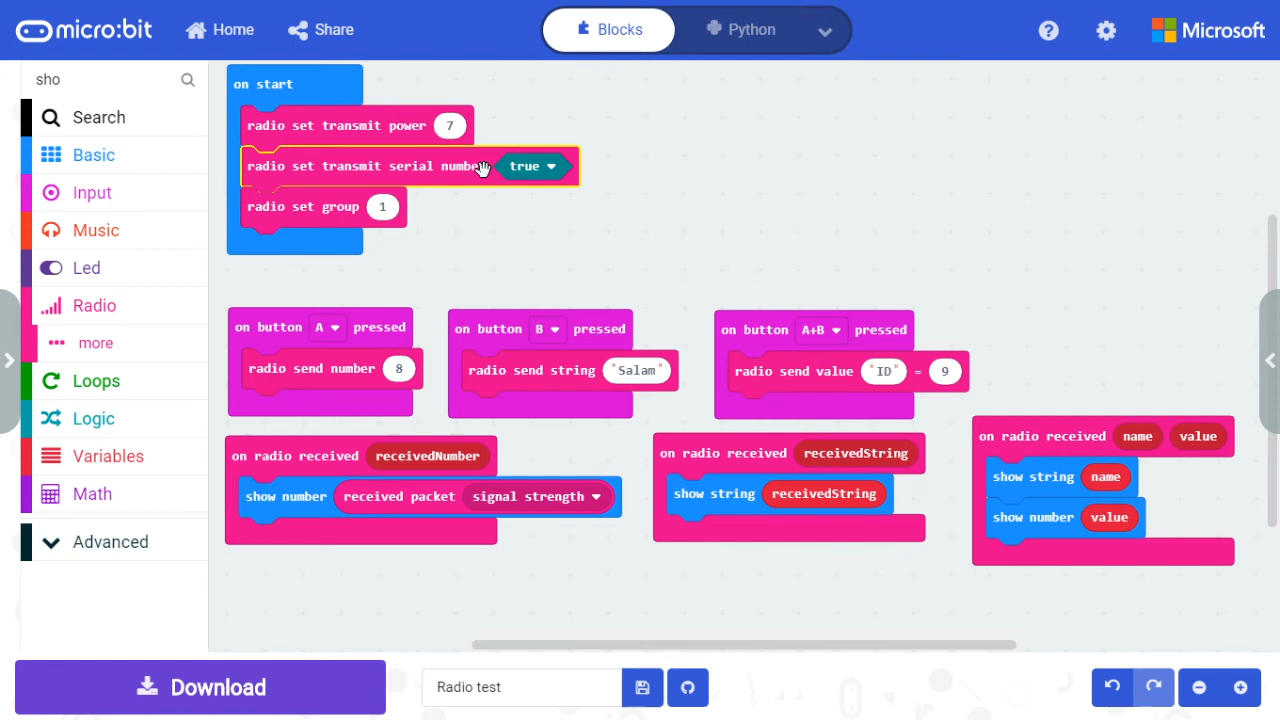 micro:bit
Home
Share
Blocks
Python
Microsoft
sho
Search
Basic
Input
Music
Led
Radio
more
Loops
Logic
Variables
Math
Advanced
on start
radio set transmit power 7
radio set transmit serial number true
radio set group 1
on button A pressed
radio send number 8
on button B pressed
radio send string "Salam"
on button A+B pressed
radio send value "ID" = 9
on radio received receivedNumber
show number received packet signal strength
on radio received receivedString
show string receivedString
on radio received name value
show string name
show number value
Download
Radio test